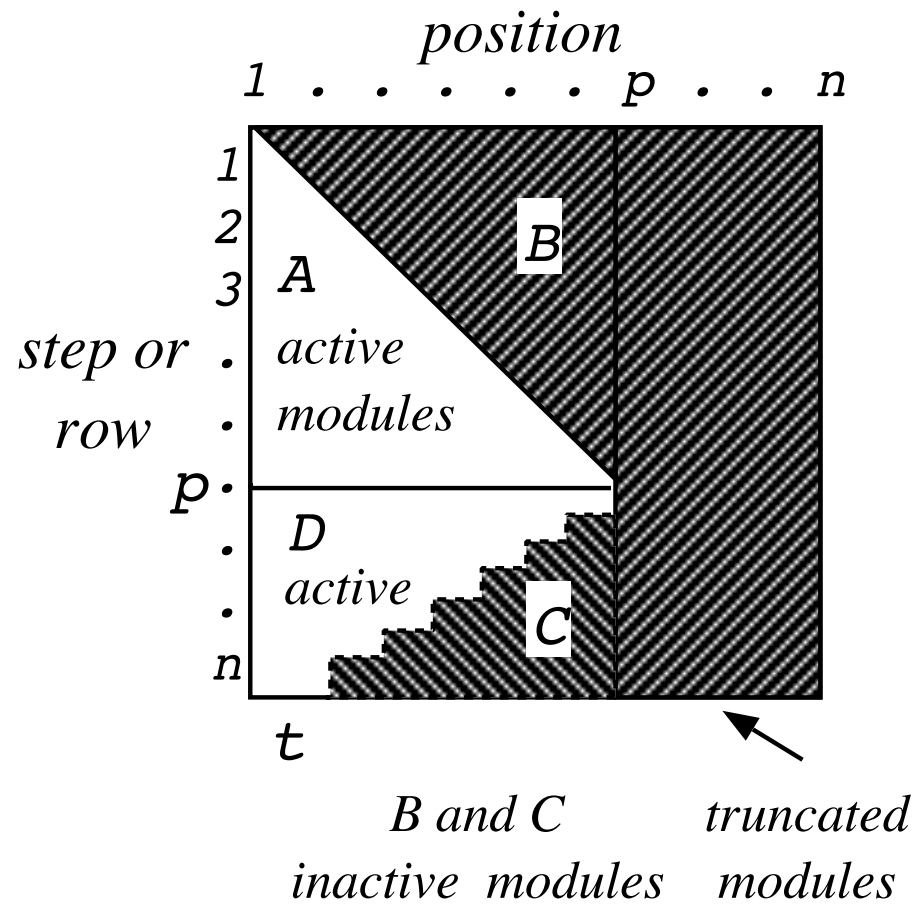 position
1 . . . . . p . . n
1
2
3
A
active
modules
step or
row
.
.
p .
.
.
n
B
D
active
C
t
B and C
inactive modules
truncated
modules